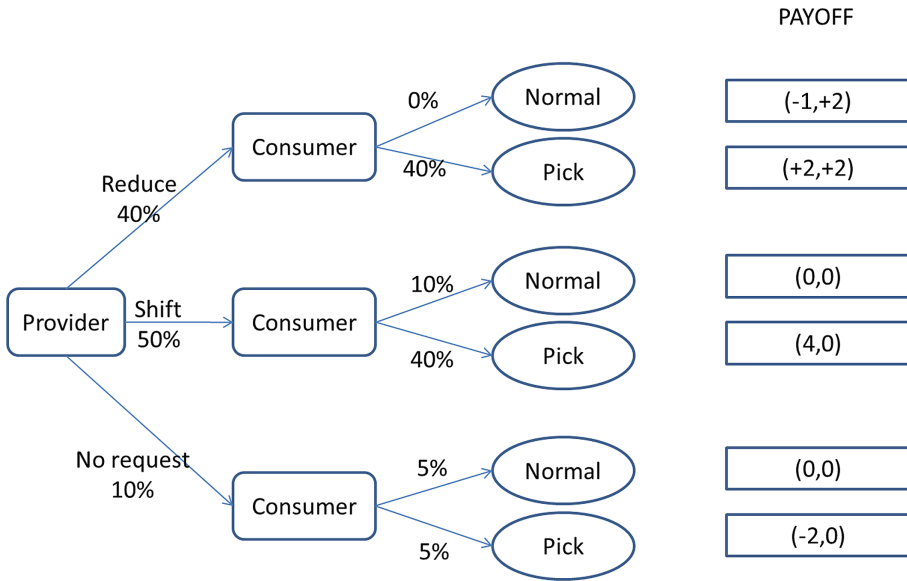 PAYOFF
0%
Normal
(-1,+2)
Consumer
40%
Pick
(+2,+2)
Reduce
40%
Provider
Shift
50%
Consumer
10%
Normal
(0,0)
40%
Pick
(4,0)
No request
10%
Consumer
5%
Normal
(0,0)
5%
Pick
(-2,0)